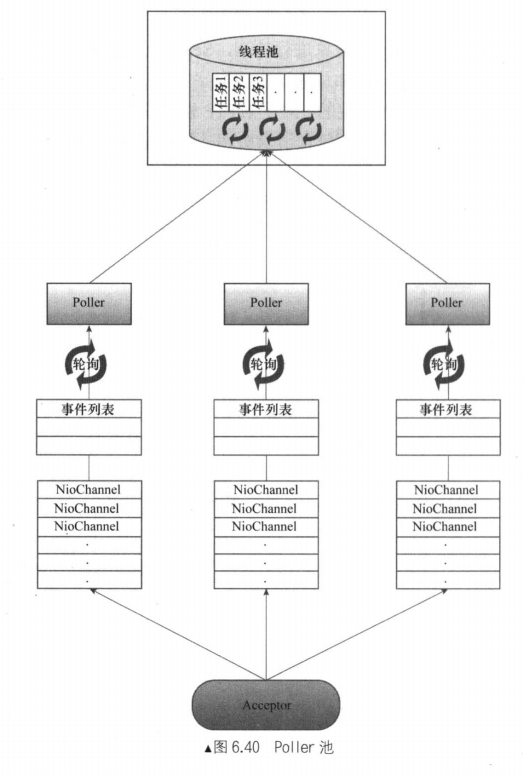 线程池
任务1 任务2 任务3 . . .
Poller Poller Poller
轮询 轮询 轮询
事件列表 事件列表 事件列表
NioChannel NioChannel NioChannel
NioChannel NioChannel NioChannel
NioChannel NioChannel NioChannel
. . .
. . .
. . .
Acceptor
▲图 6.40 Poller 池